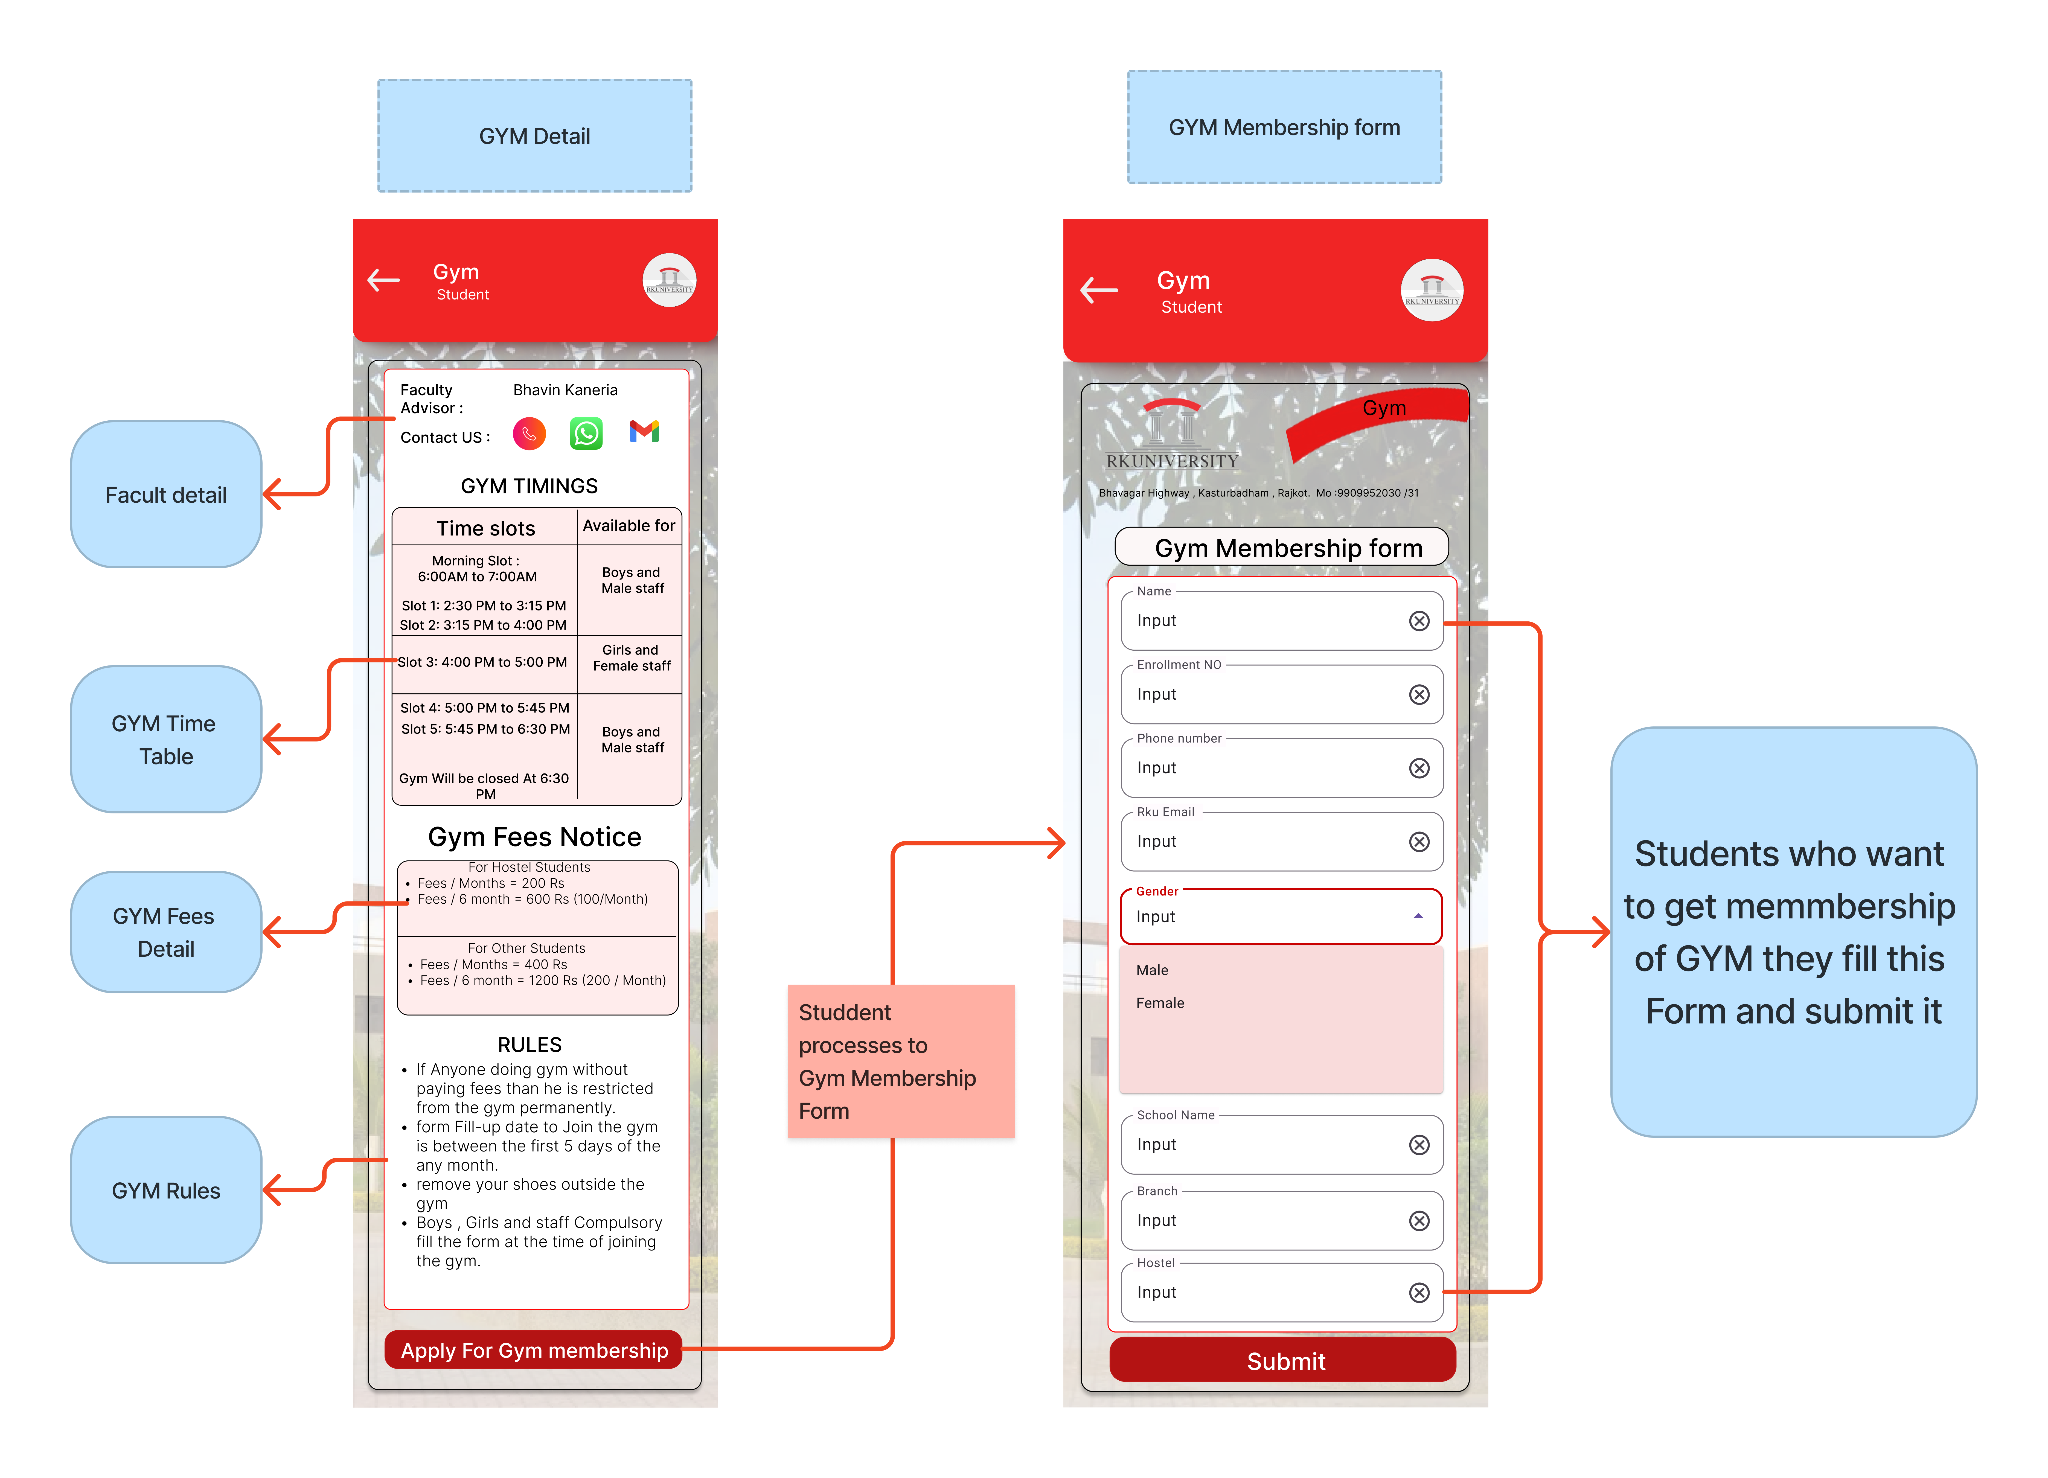 GYM Detail
GYM Membership form
Gym
Student
RKUNIVERSITY
Faculty
Advisor :
Bhavin Kaneria
Contact US :
GYM TIMINGS
Time slots
Available for
Morning Slot :
6:00AM to 7:00AM
Slot 1: 2:30 PM to 3:15 PM
Slot 2: 3:15 PM to 4:00 PM
Boys and
Male staff
Slot 3: 4:00 PM to 5:00 PM
Girls and
Female staff
Slot 4: 5:00 PM to 5:45 PM
Slot 5: 5:45 PM to 6:30 PM
Gym Will be closed At 6:30
PM
Boys and
Male staff
Gym Fees Notice
For Hostel Students
• Fees / Months = 200 Rs
• Fees / 6 month = 600 Rs (100/Month)
For Other Students
• Fees / Months = 400 Rs
• Fees / 6 month = 1200 Rs (200 / Month)
RULES
• If Anyone doing gym without
paying fees than he is restricted
from the gym permanently.
• form Fill-up date to Join the gym
is between the first 5 days of the
any month.
• remove your shoes outside the
gym
• Boys , Girls and staff Compulsory
fill the form at the time of joining
the gym.
Apply For Gym membership
Facult detail
GYM Time
Table
GYM Fees
Detail
GYM Rules
Studdent
processes to
Gym Membership
Form
Gym
Student
RKUNIVERSITY
RKUNIVERSITY
Gym
Bhavagar Highway , Kasturbadham , Rajkot. Mo :9909952030 /31
Gym Membership form
Name
Input
Enrollment NO
Input
Phone number
Input
Rku Email
Input
Gender
Input
Male
Female
School Name
Input
Branch
Input
Hostel
Input
Submit
Students who want
to get memmbership
of GYM they fill this
Form and submit it